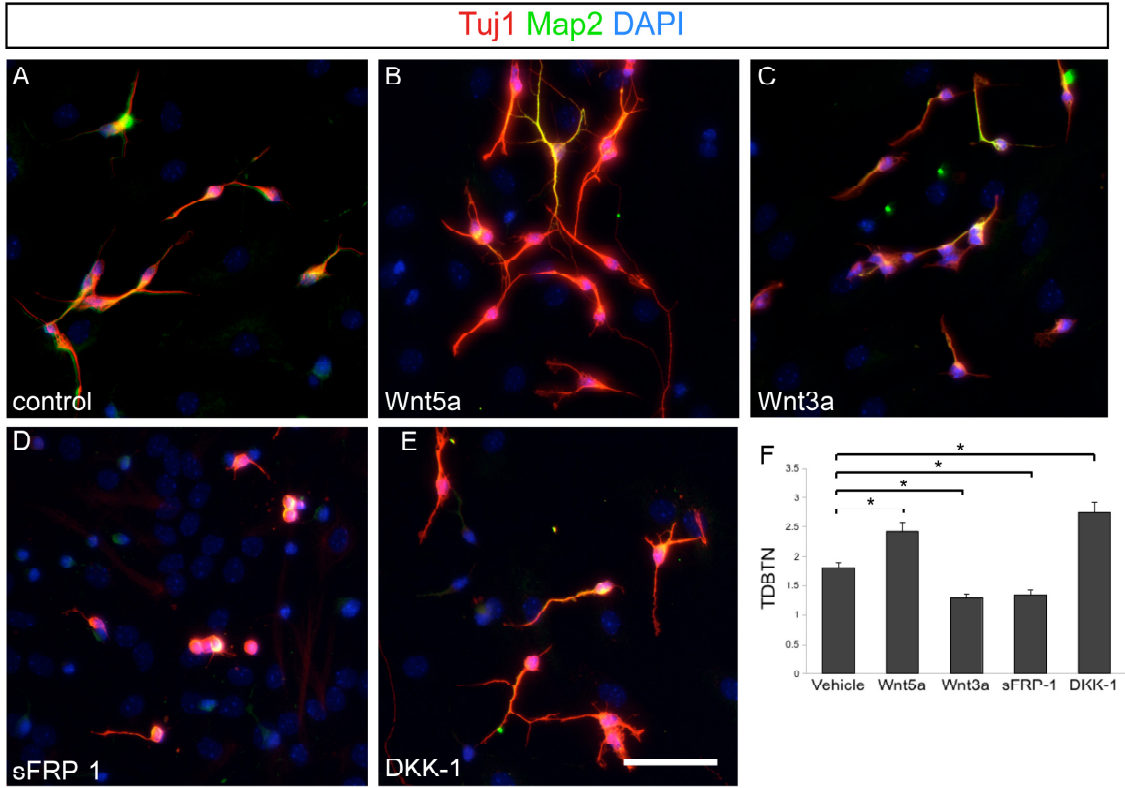 Tuj1 Map2 DAPI
A
control
B
Wnt5a
C
Wnt3a
D
sFRP 1
E
DKK-1
F
*
*
*
*
TDBTN
3.5
3
2.5
2
1.5
1
0.5
0
Vehicle Wnt5a Wnt3a sFRP-1 DKK-1